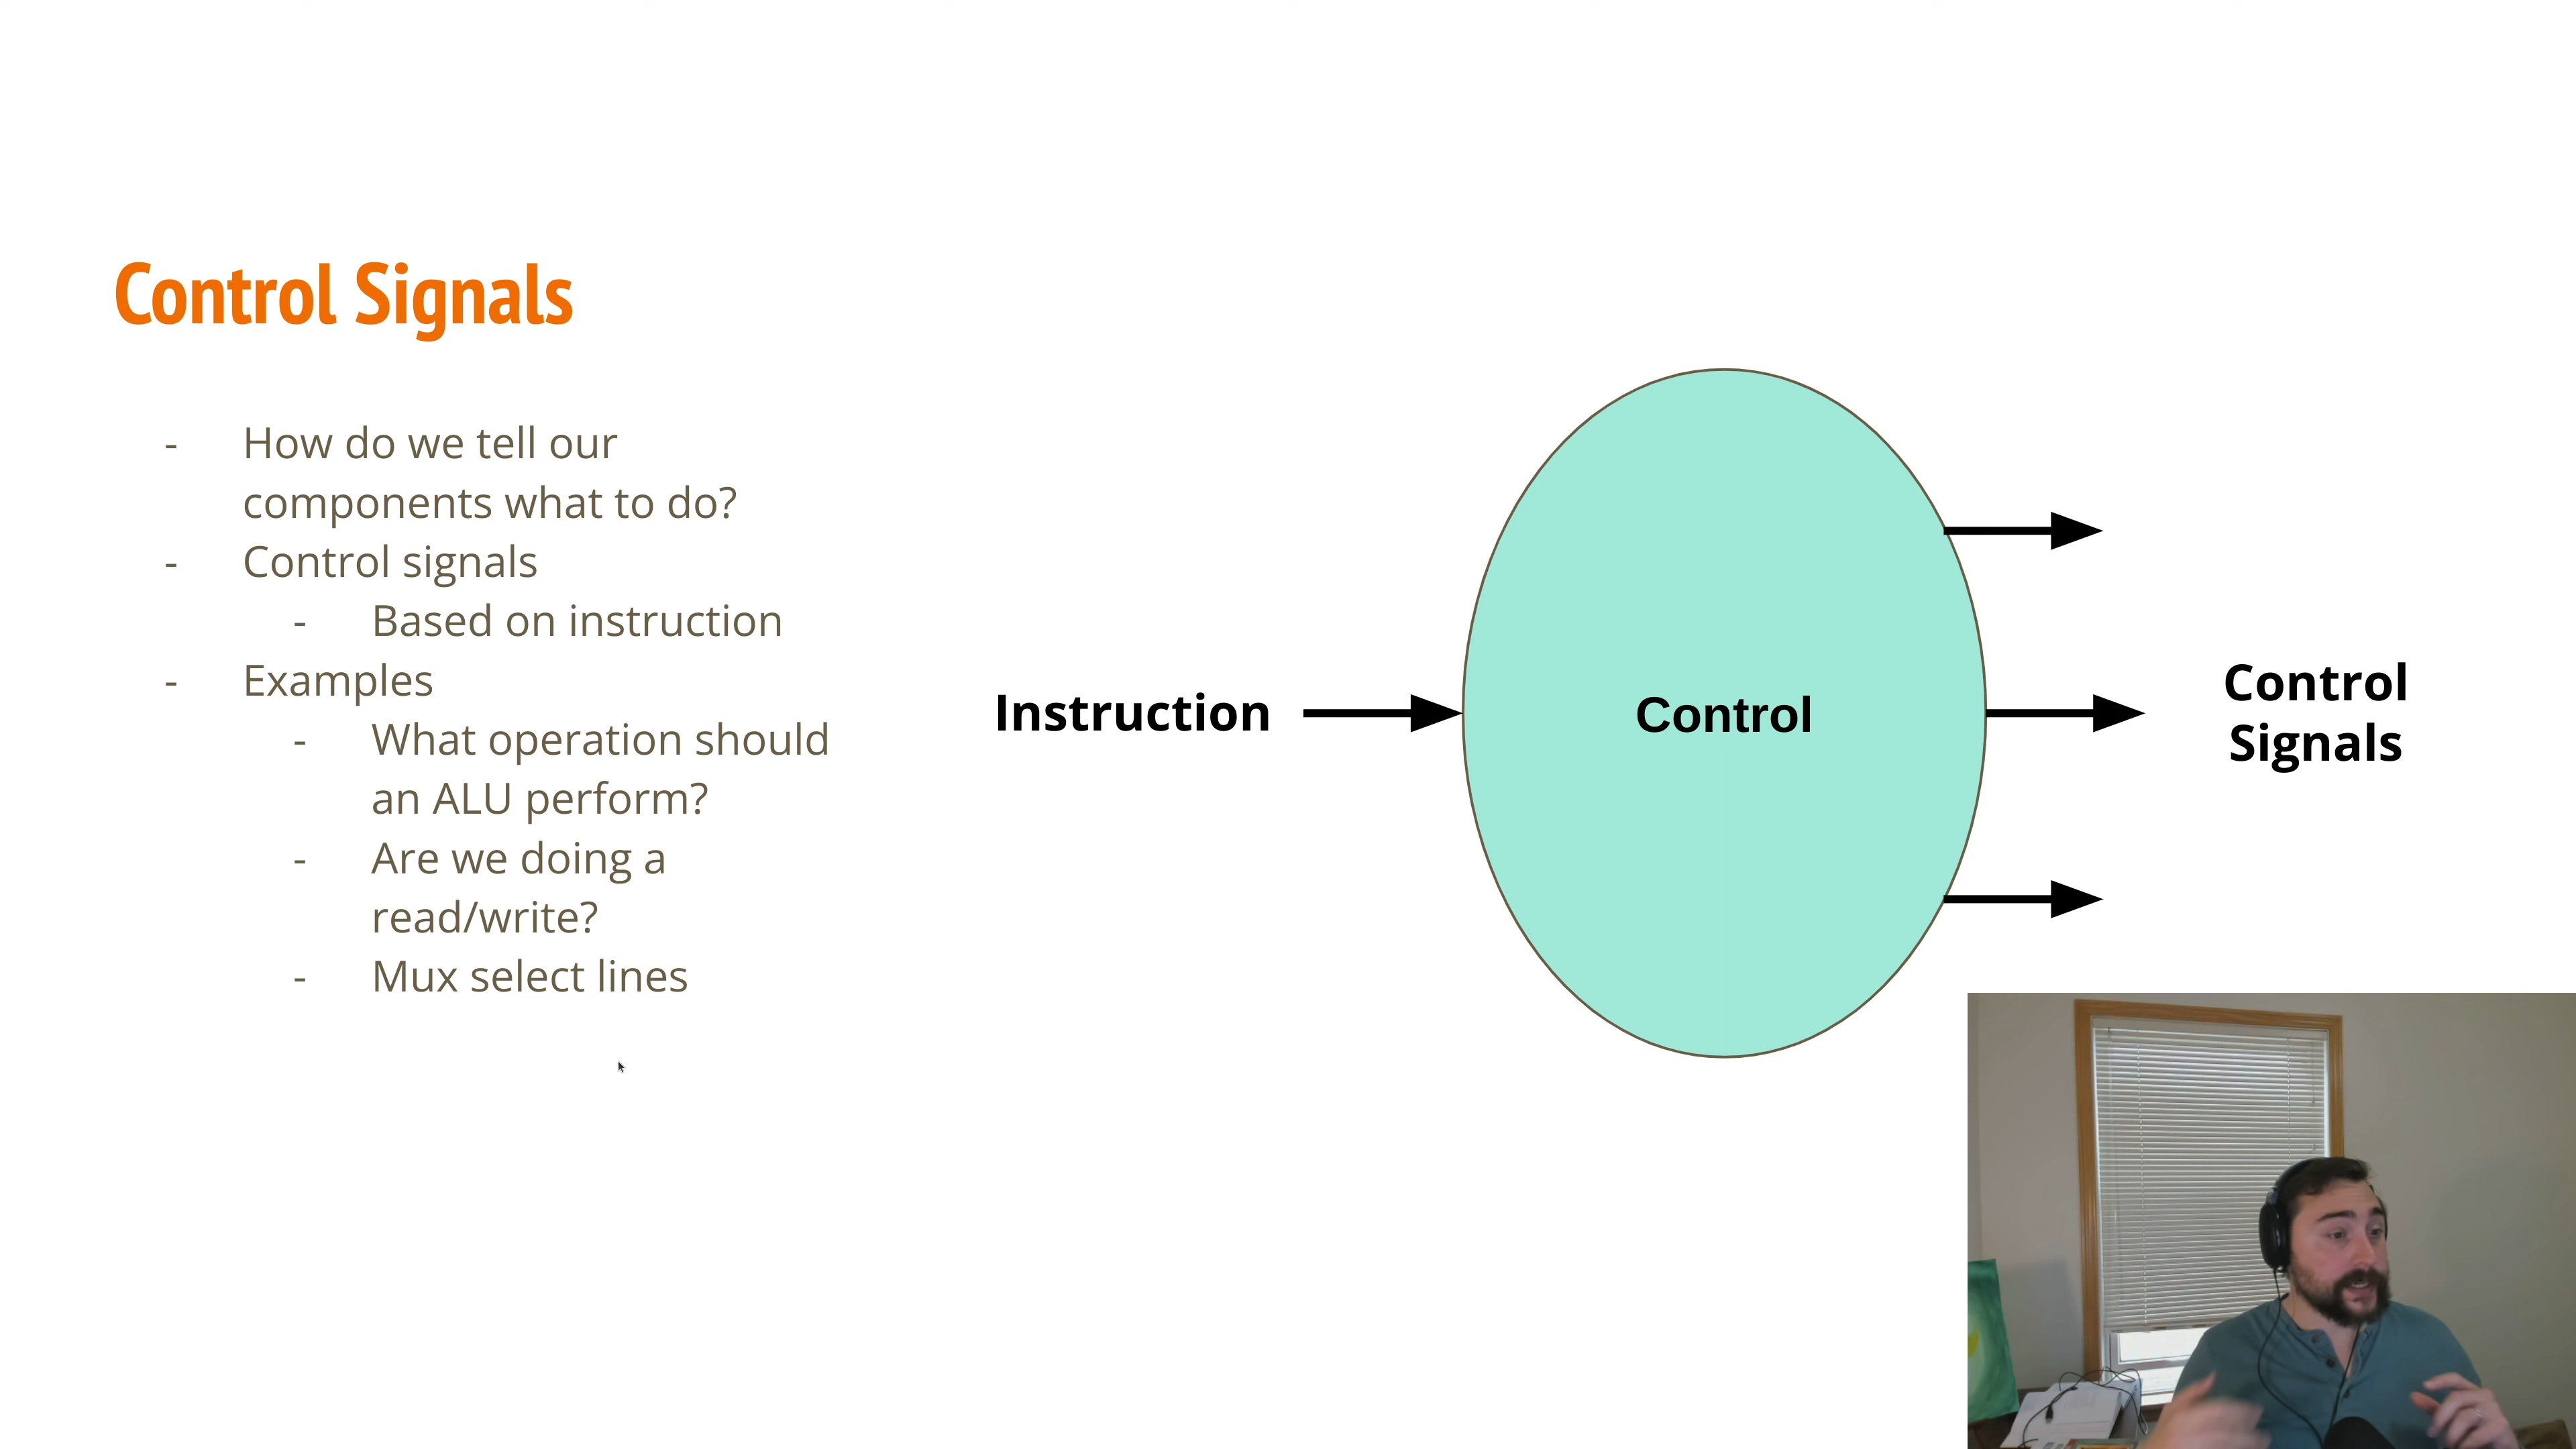 Control Signals
- How do we tell our
components what to do?
- Control signals
- Based on instruction
- Examples
- What operation should
an ALU perform?
- Are we doing a
read/write?
- Mux select lines
Instruction
Control
Control
Signals